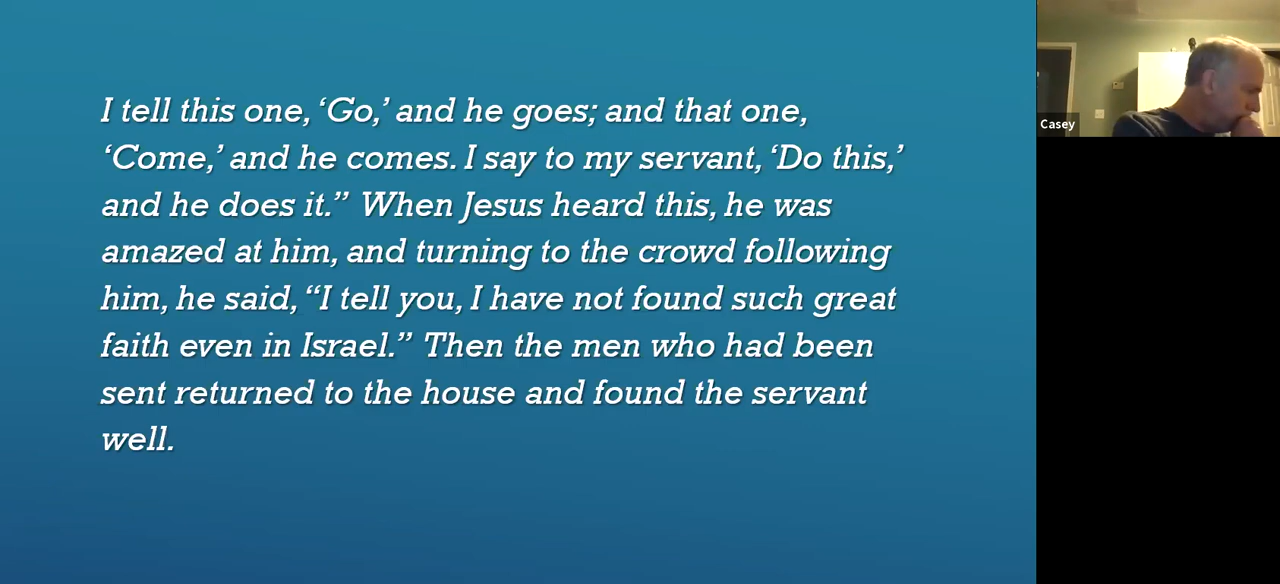 I tell this one, ‘Go,’ and he goes; and that one,
‘Come,’ and he comes. I say to my servant, ‘Do this,’
and he does it.” When Jesus heard this, he was
amazed at him, and turning to the crowd following
him, he said, “I tell you, I have not found such great
faith even in Israel.” Then the men who had been
sent returned to the house and found the servant
well.
Casey